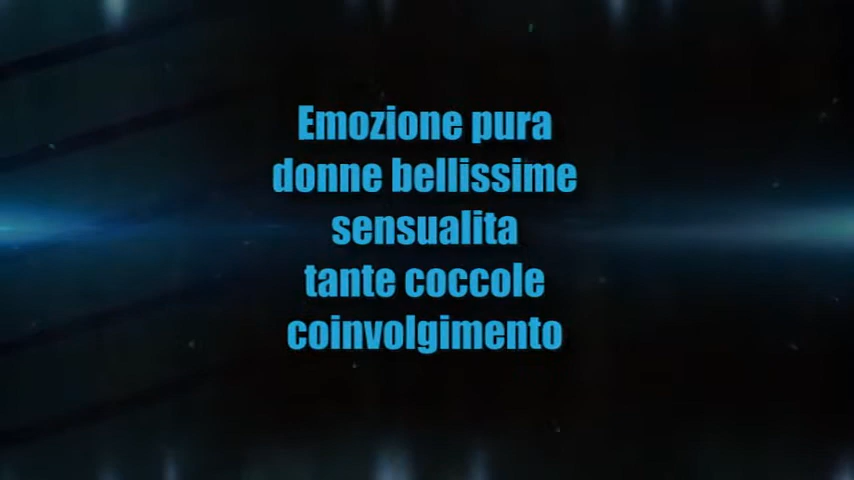 Emozione pura
donne bellissime
sensualita
tante coccole
coinvolgimento